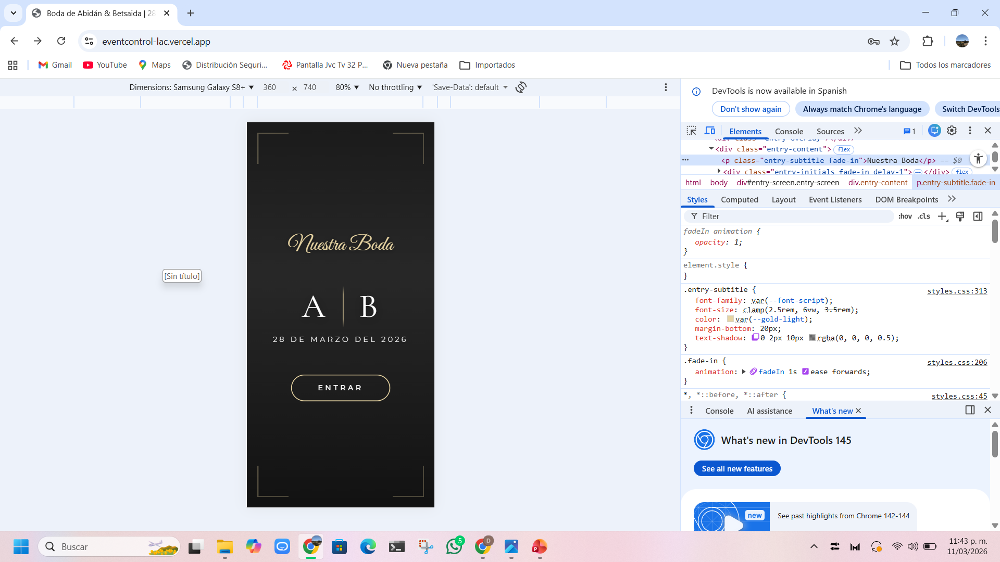 Boda de Abidán & Betsaida | 28
eventcontrol-lac.vercel.app
Gmail
YouTube
Maps
Distribución Seguri...
Pantalla Jvc Tv 32 P...
Nueva pestaña
Importados
Todos los marcadores
Dimensions: Samsung Galaxy S8+ 360 × 740 80% No throttling 'Save-Data': default
[Sin título]
Nuestra Boda
A B
28 DE MARZO DEL 2026
ENTRAR
DevTools is now available in Spanish
Don't show again Always match Chrome's language Switch DevTools
Elements Console Sources 1
<div class="entry-overlay"></div>
<div class="entry-content"> flex
<p class="entry-subtitle fade-in">Nuestra Boda</p> == $0
<div class="entry-initials fade-in delay-1"> … </div> flex
html body div#entry-screen.entry-screen div.entry-content p.entry-subtitle.fade-in
Styles Computed Layout Event Listeners DOM Breakpoints
Filter :hov .cls
fadeIn animation {
opacity: 1;
}
element.style {
}
.entry-subtitle { styles.css:313
font-family: var(--font-script);
font-size: clamp(2.5rem, 6vw, 3.5rem);
color: var(--gold-light);
margin-bottom: 20px;
text-shadow: 0 2px 10px rgba(0, 0, 0, 0.5);
}
.fade-in { styles.css:206
animation: fadeIn 1s ease forwards;
}
*, *::before, *::after { styles.css:45
Console AI assistance What's new
What's new in DevTools 145
See all new features
new
See past highlights from Chrome 142-144
Buscar
5
D
P
11:43 p. m.
11/03/2026